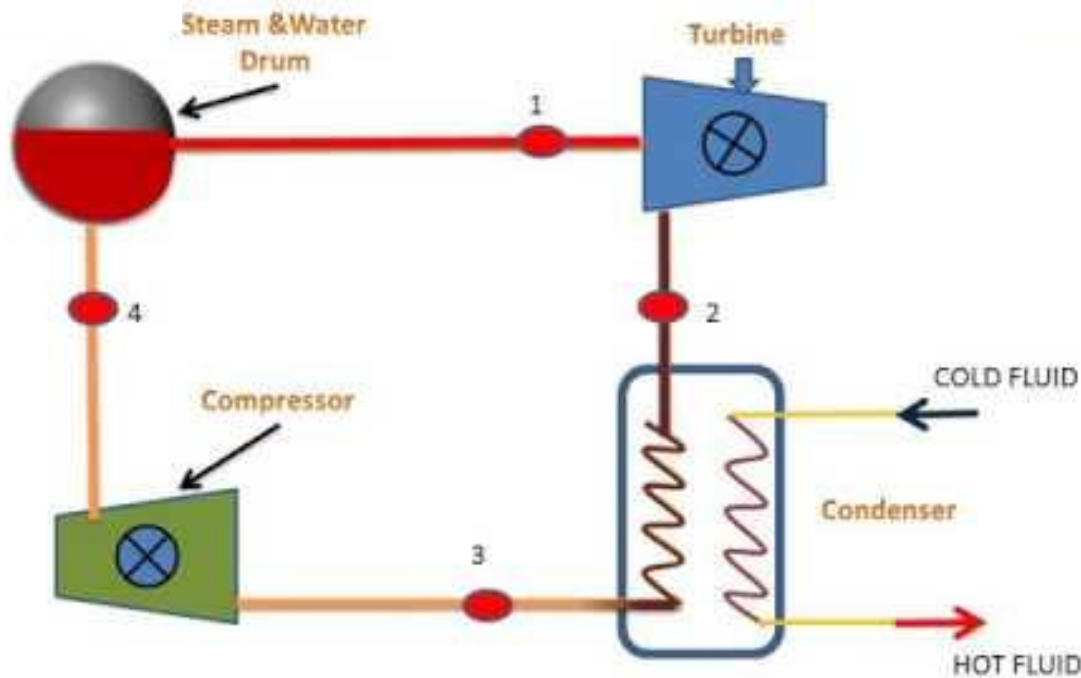 Steam &Water
Drum
Turbine
1
4
2
COLD FLUID
Compressor
Condenser
3
HOT FLUID